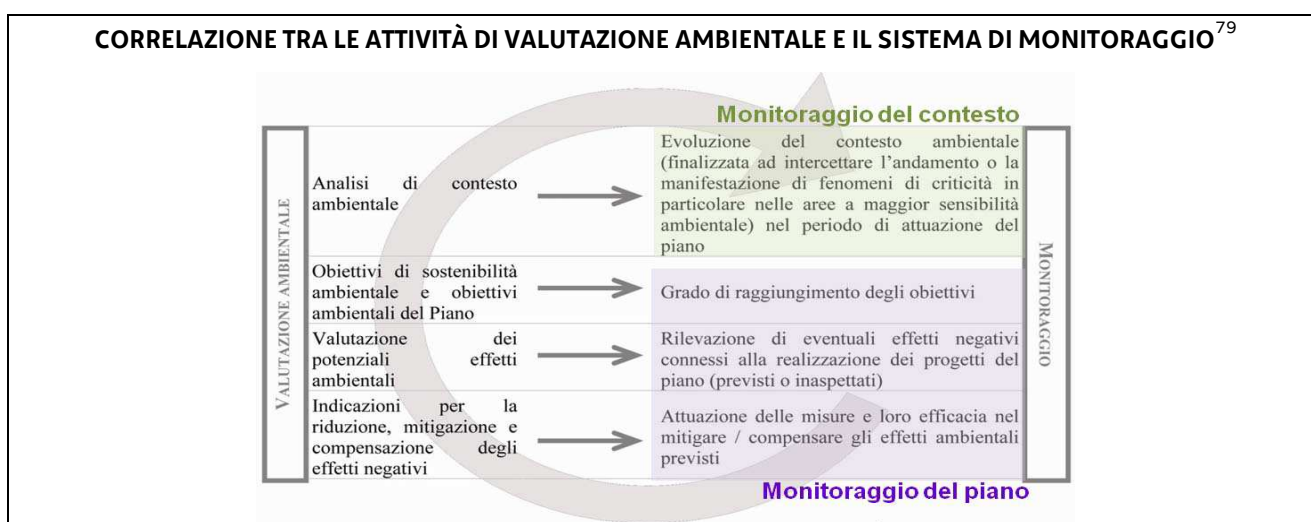 CORRELAZIONE TRA LE ATTIVITÀ DI VALUTAZIONE AMBIENTALE E IL SISTEMA DI MONITORAGGIO79
Monitoraggio del contesto
VALUTAZIONE AMBIENTALE
Analisi di contesto
ambientale
Evoluzione del contesto ambientale
(finalizzata ad intercettare l'andamento o la
manifestazione di fenomeni di criticità in
particolare nelle aree a maggior sensibilità
ambientale) nel periodo di attuazione del
piano
Obiettivi di sostenibilità
ambientale e obiettivi
ambientali del Piano
Grado di raggiungimento degli obiettivi
Valutazione dei
potenziali effetti
ambientali
Rilevazione di eventuali effetti negativi
connessi alla realizzazione dei progetti del
piano (previsti o inaspettati)
Indicazioni per la
riduzione, mitigazione e
compensazione degli
effetti negativi
Attuazione delle misure e loro efficacia nel
mitigare / compensare gli effetti ambientali
previsti
MONITORAGGIO
Monitoraggio del piano